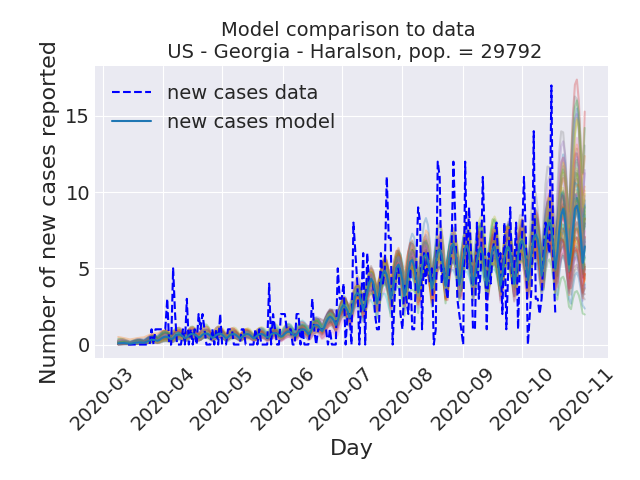 Model comparison to data
US - Georgia - Haralson, pop. = 29792
new cases data
new cases model
Number of new cases reported
15
10
5
0
2020-03
2020-04
2020-05
2020-06
2020-07
2020-08
2020-09
2020-10
2020-11
Day